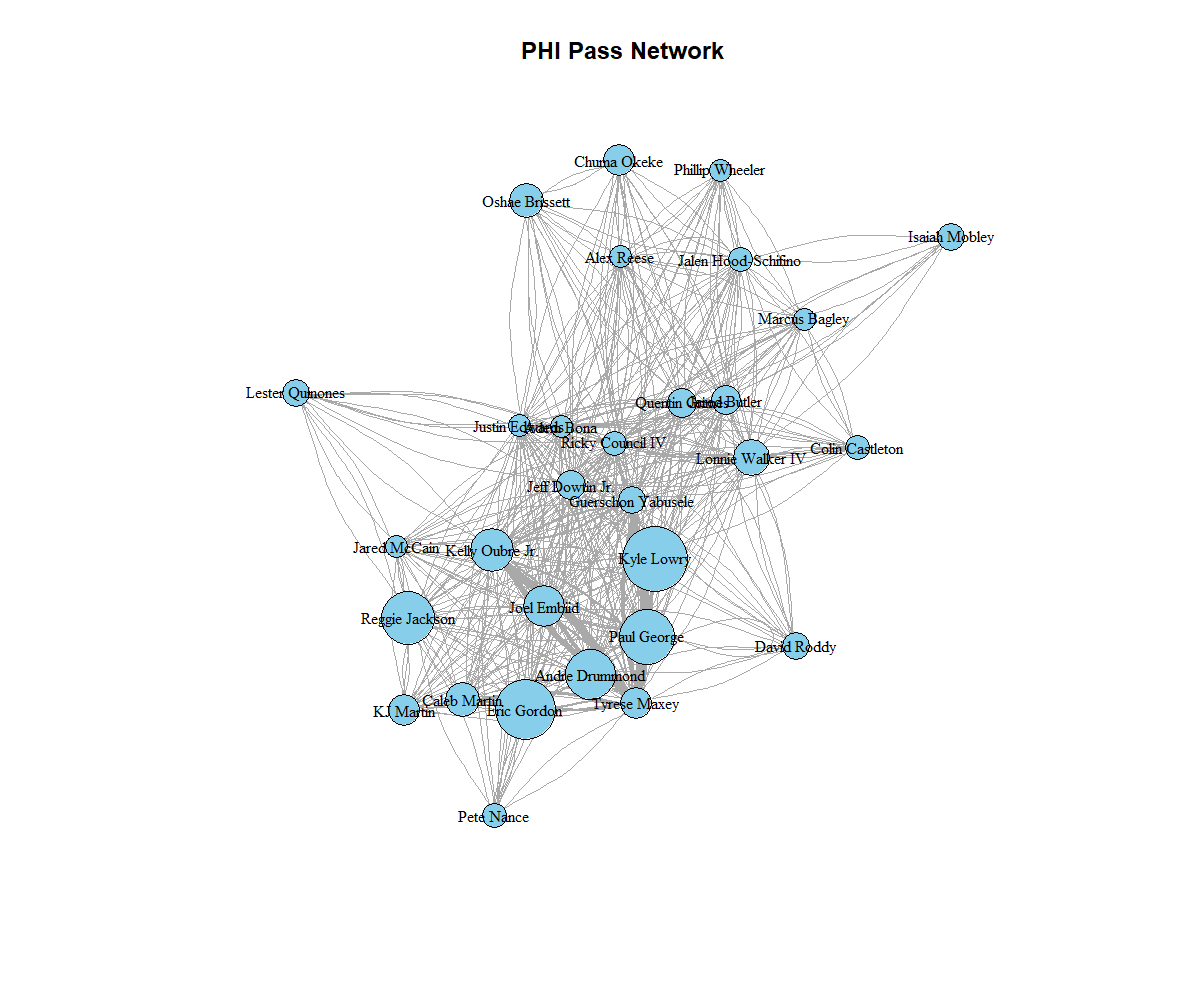 PHI Pass Network
Chuma Okeke
Phillip Wheeler
Oshae Brissett
Isaiah Mobley
Alex Reese
Jalen Hood-Schifino
Marcus Bagley
Lester Quinones
Quentin Grimes
Jared Butler
Justin Edwards
Adem Bona
Ricky Council IV
Colin Castleton
Lonnie Walker IV
Jeff Dowtin Jr.
Guerschon Yabusele
Jared McCain
Kelly Oubre Jr.
Kyle Lowry
Joel Embiid
Reggie Jackson
Paul George
David Roddy
Andre Drummond
Caleb Martin
Tyrese Maxey
KJ Martin
Eric Gordon
Pete Nance